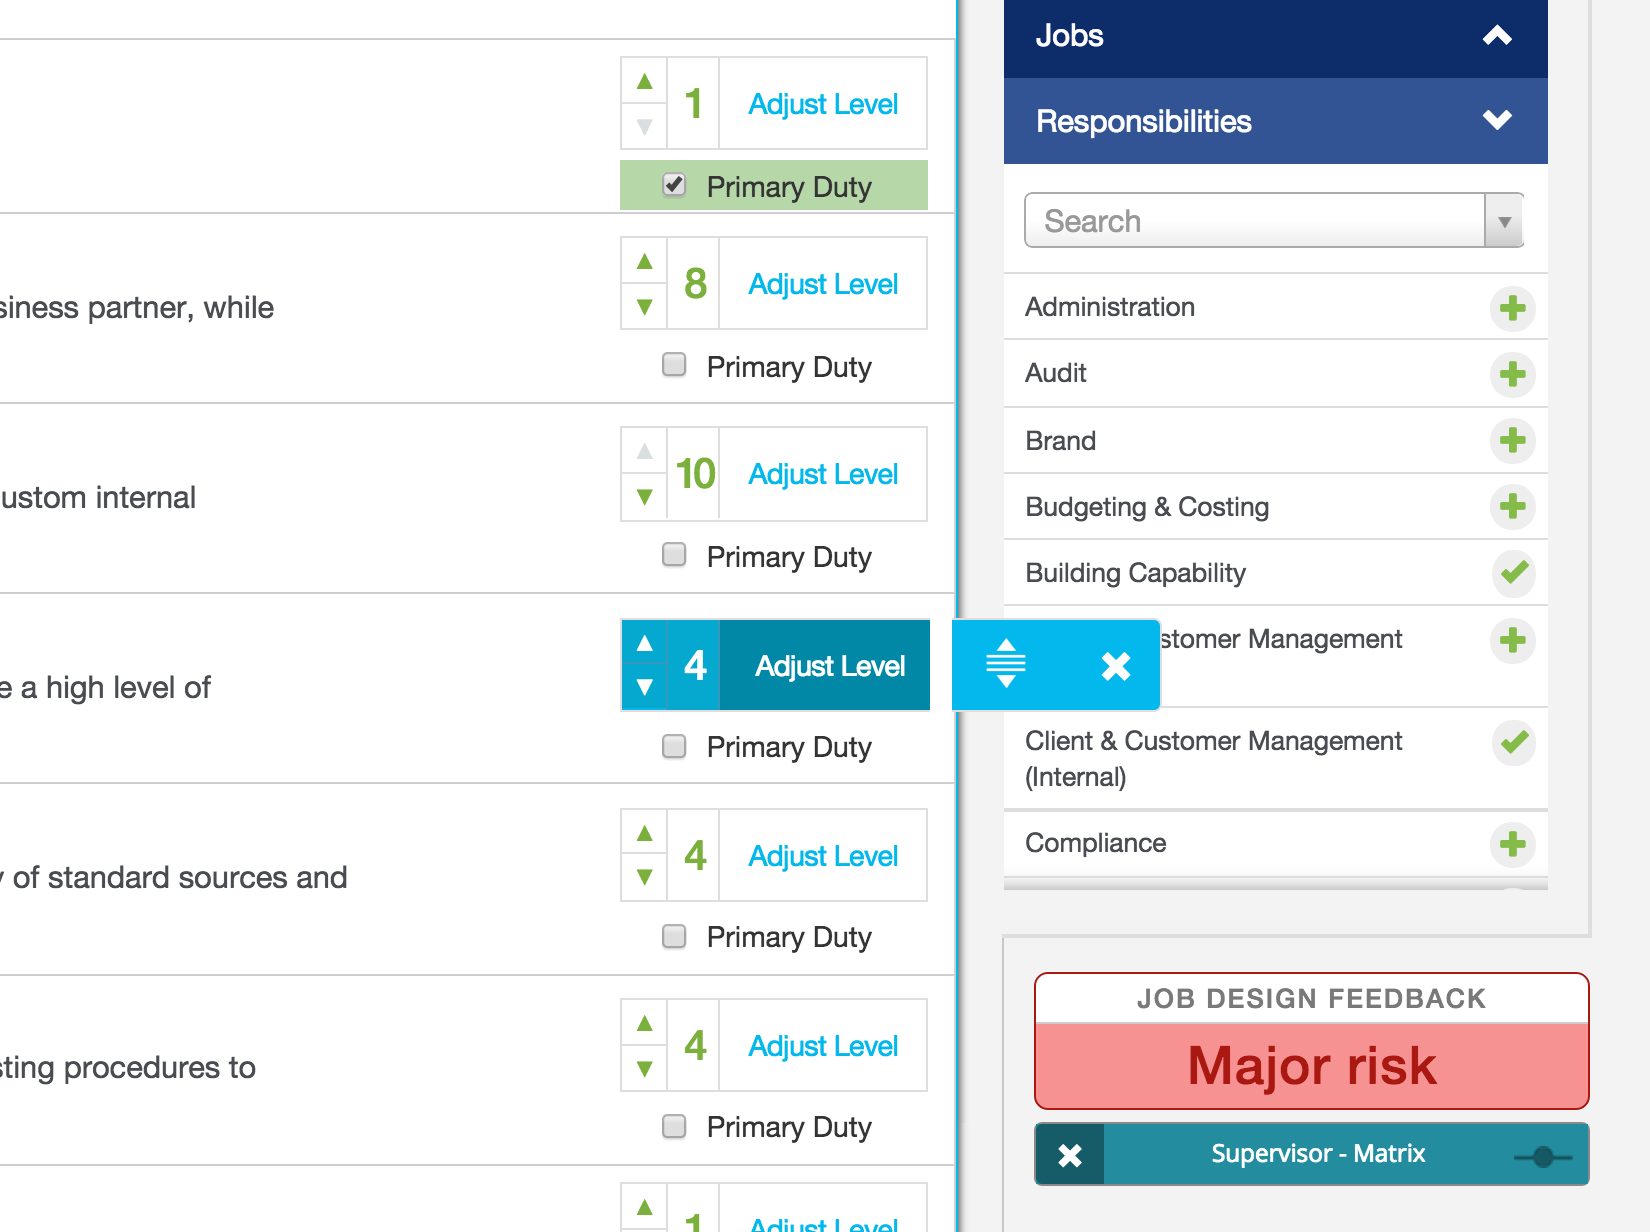 1 Adjust Level
Primary Duty
siness partner, while
8 Adjust Level
Primary Duty
ustom internal
10 Adjust Level
Primary Duty
e a high level of
4 Adjust Level
Primary Duty
y of standard sources and
4 Adjust Level
Primary Duty
sting procedures to
4 Adjust Level
Primary Duty
1 Adjust Level
Jobs
Responsibilities
Search
Administration
Audit
Brand
Budgeting & Costing
Building Capability
stomer Management
Client & Customer Management
(Internal)
Compliance
JOB DESIGN FEEDBACK
Major risk
Supervisor - Matrix